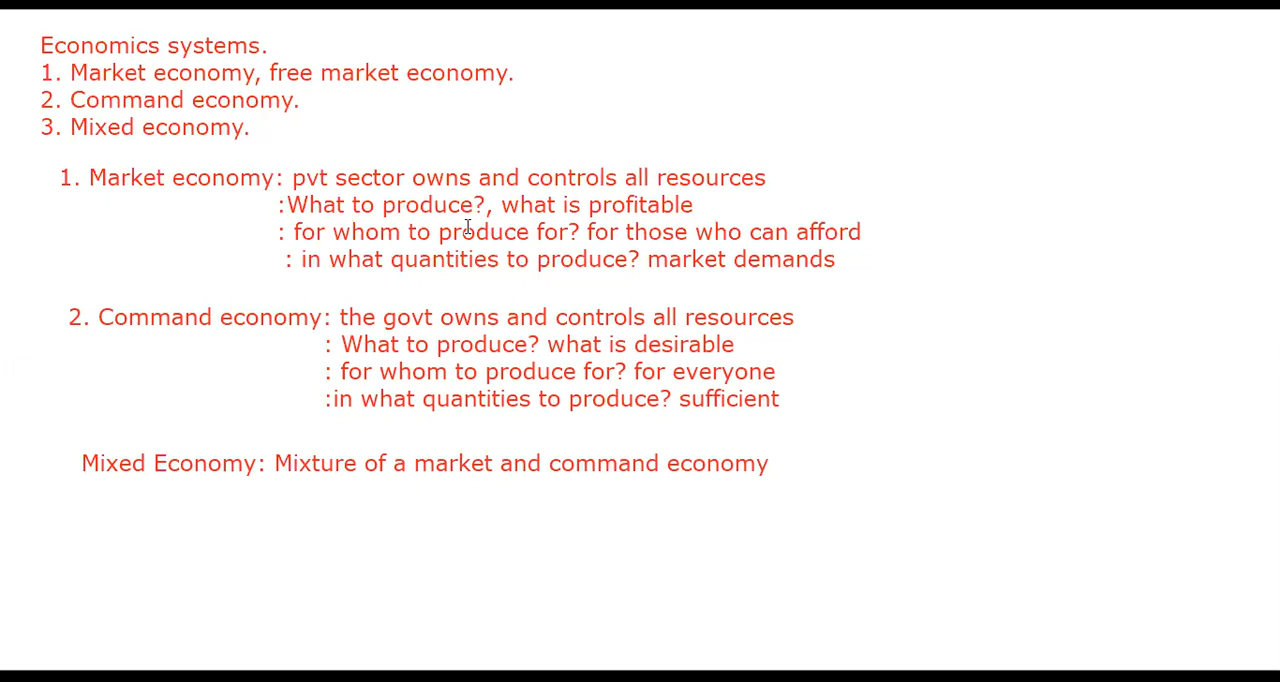 Economics systems.
1. Market economy, free market economy.
2. Command economy.
3. Mixed economy.
1. Market economy: pvt sector owns and controls all resources
:What to produce?, what is profitable
: for whom to produce for? for those who can afford
: in what quantities to produce? market demands
2. Command economy: the govt owns and controls all resources
: What to produce? what is desirable
: for whom to produce for? for everyone
:in what quantities to produce? sufficient
Mixed Economy: Mixture of a market and command economy